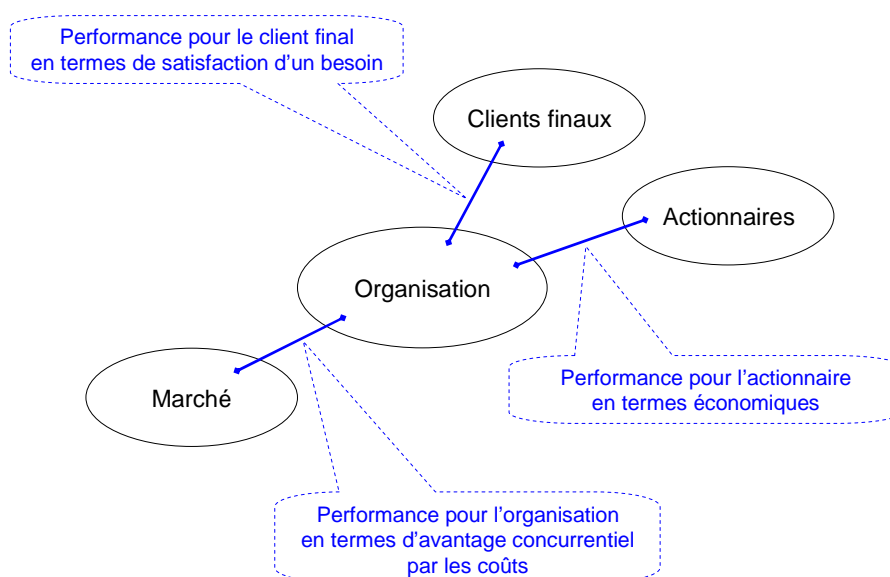 Performance pour le client final
en termes de satisfaction d'un besoin
Clients finaux
Actionnaires
Organisation
Performance pour l'actionnaire
en termes économiques
Marché
Performance pour l'organisation
en termes d'avantage concurrentiel
par les coûts